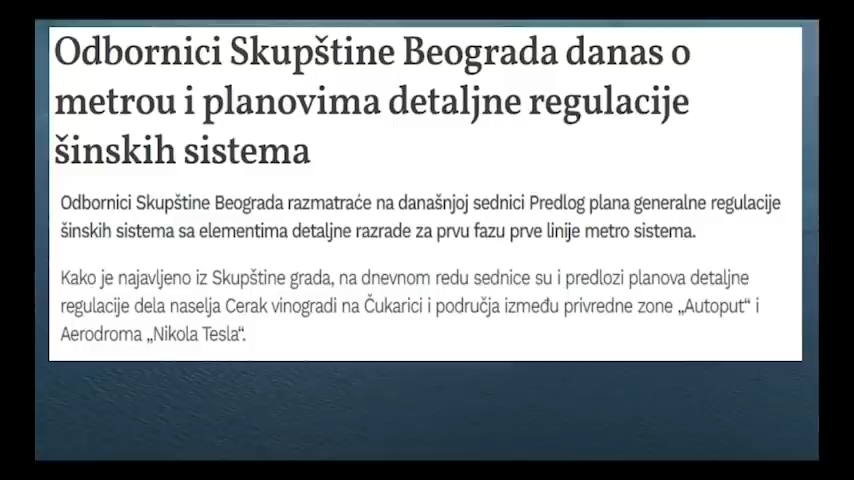 Odbornici Skupštine Beograda danas o
metrou i planovima detaljne regulacije
šinskih sistema
Odbornici Skupštine Beograda razmatraće na današnjoj sednici Predlog plana generalne regulacije
šinskih sistema sa elementima detaljne razrade za prvu fazu prve linije metro sistema.
Kako je najavljeno iz Skupštine grada, na dnevnom redu sednice su i predlozi planova detaljne
regulacije dela naselja Cerak vinogradi na Čukarici i područja između privredne zone „Autoput“ i
Aerodroma „Nikola Tesla“.